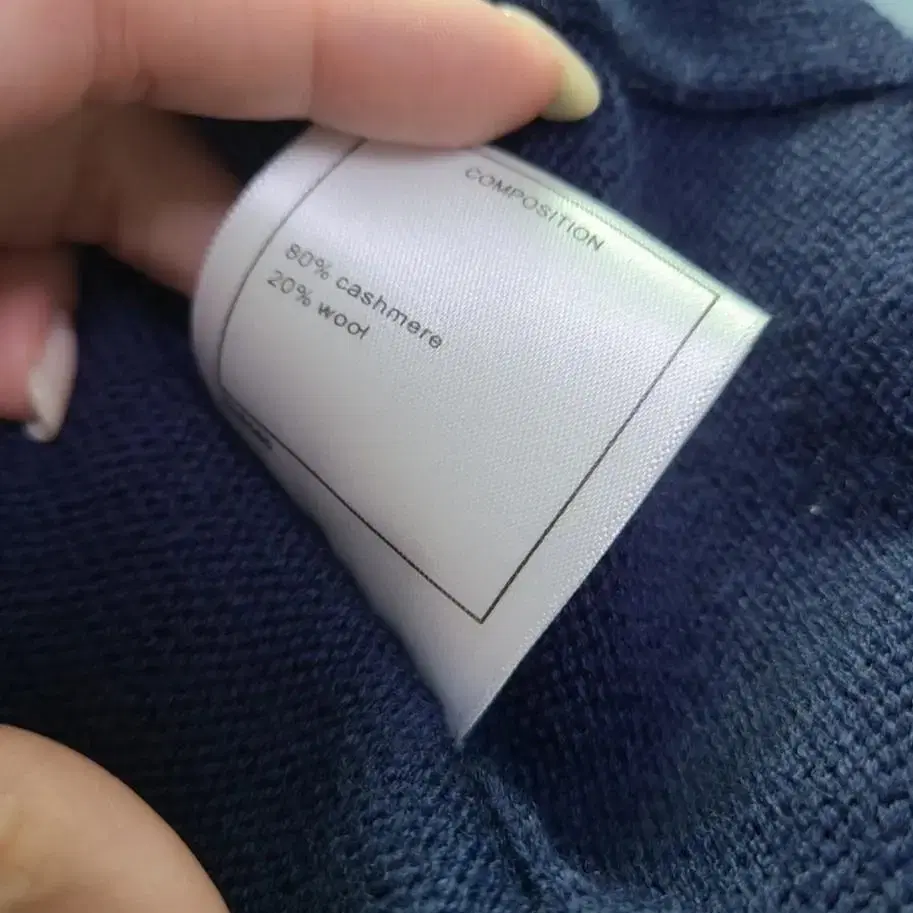 COMPOSITION
80% cashmere
20% wool